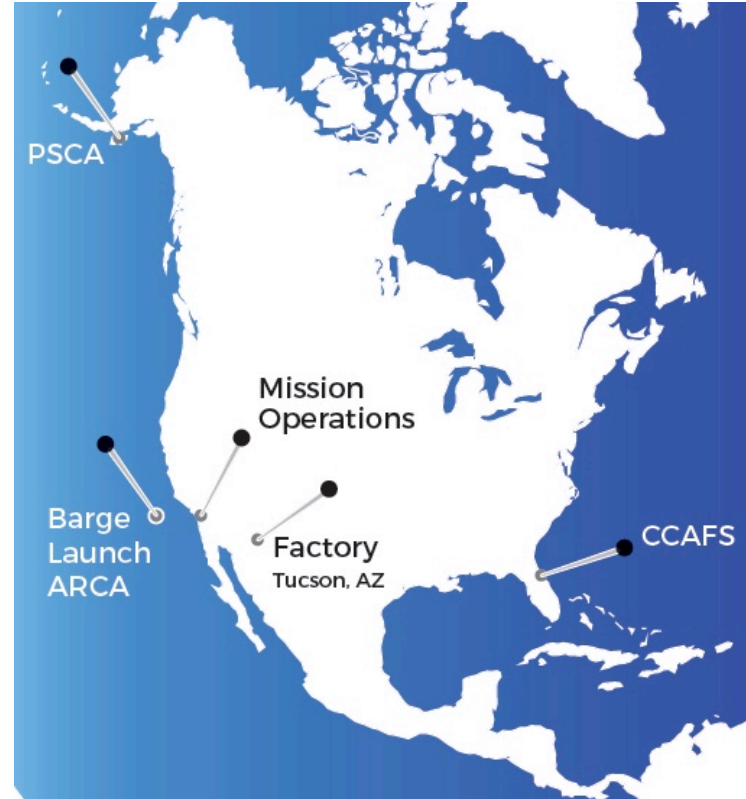 PSCA
Mission
Operations
Barge
Launch
ARCA
Factory
Tucson, AZ
CCAFS